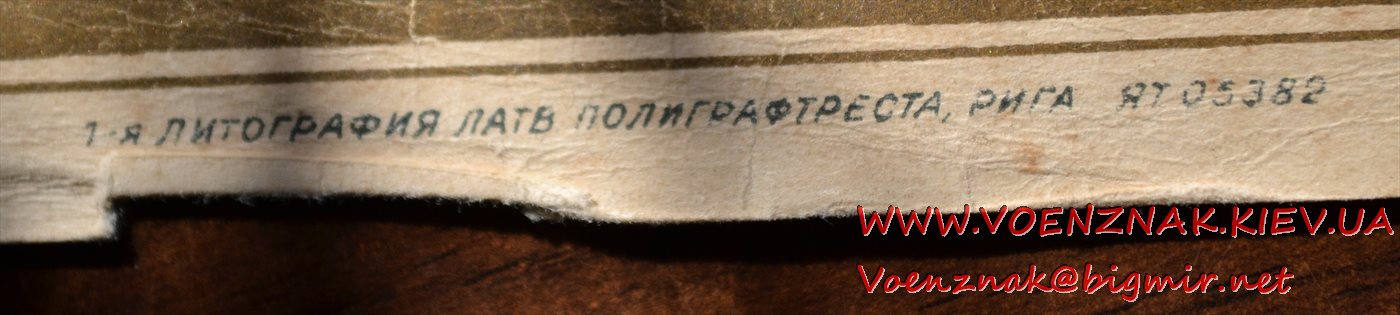 1-я ЛИТОГРАФИЯ ЛАТВ ПОЛИГРАФТРЕСТА, РИГА ЯТ 05382
WWW.VOENZNAK.KIEV.UA
Voenznak@bigmir.net